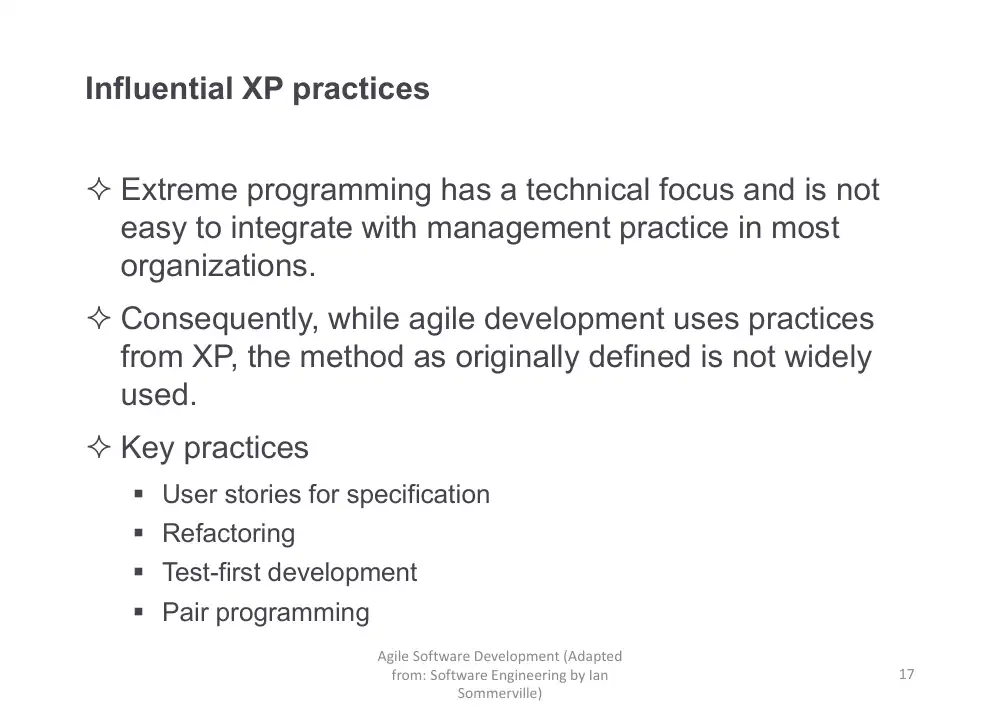 Influential XP practices
✧ Extreme programming has a technical focus and is not
easy to integrate with management practice in most
organizations.
✧ Consequently, while agile development uses practices
from XP, the method as originally defined is not widely
used.
✧ Key practices
▪ User stories for specification
▪ Refactoring
▪ Test-first development
▪ Pair programming
Agile Software Development (Adapted
from: Software Engineering by Ian
Sommerville)
17